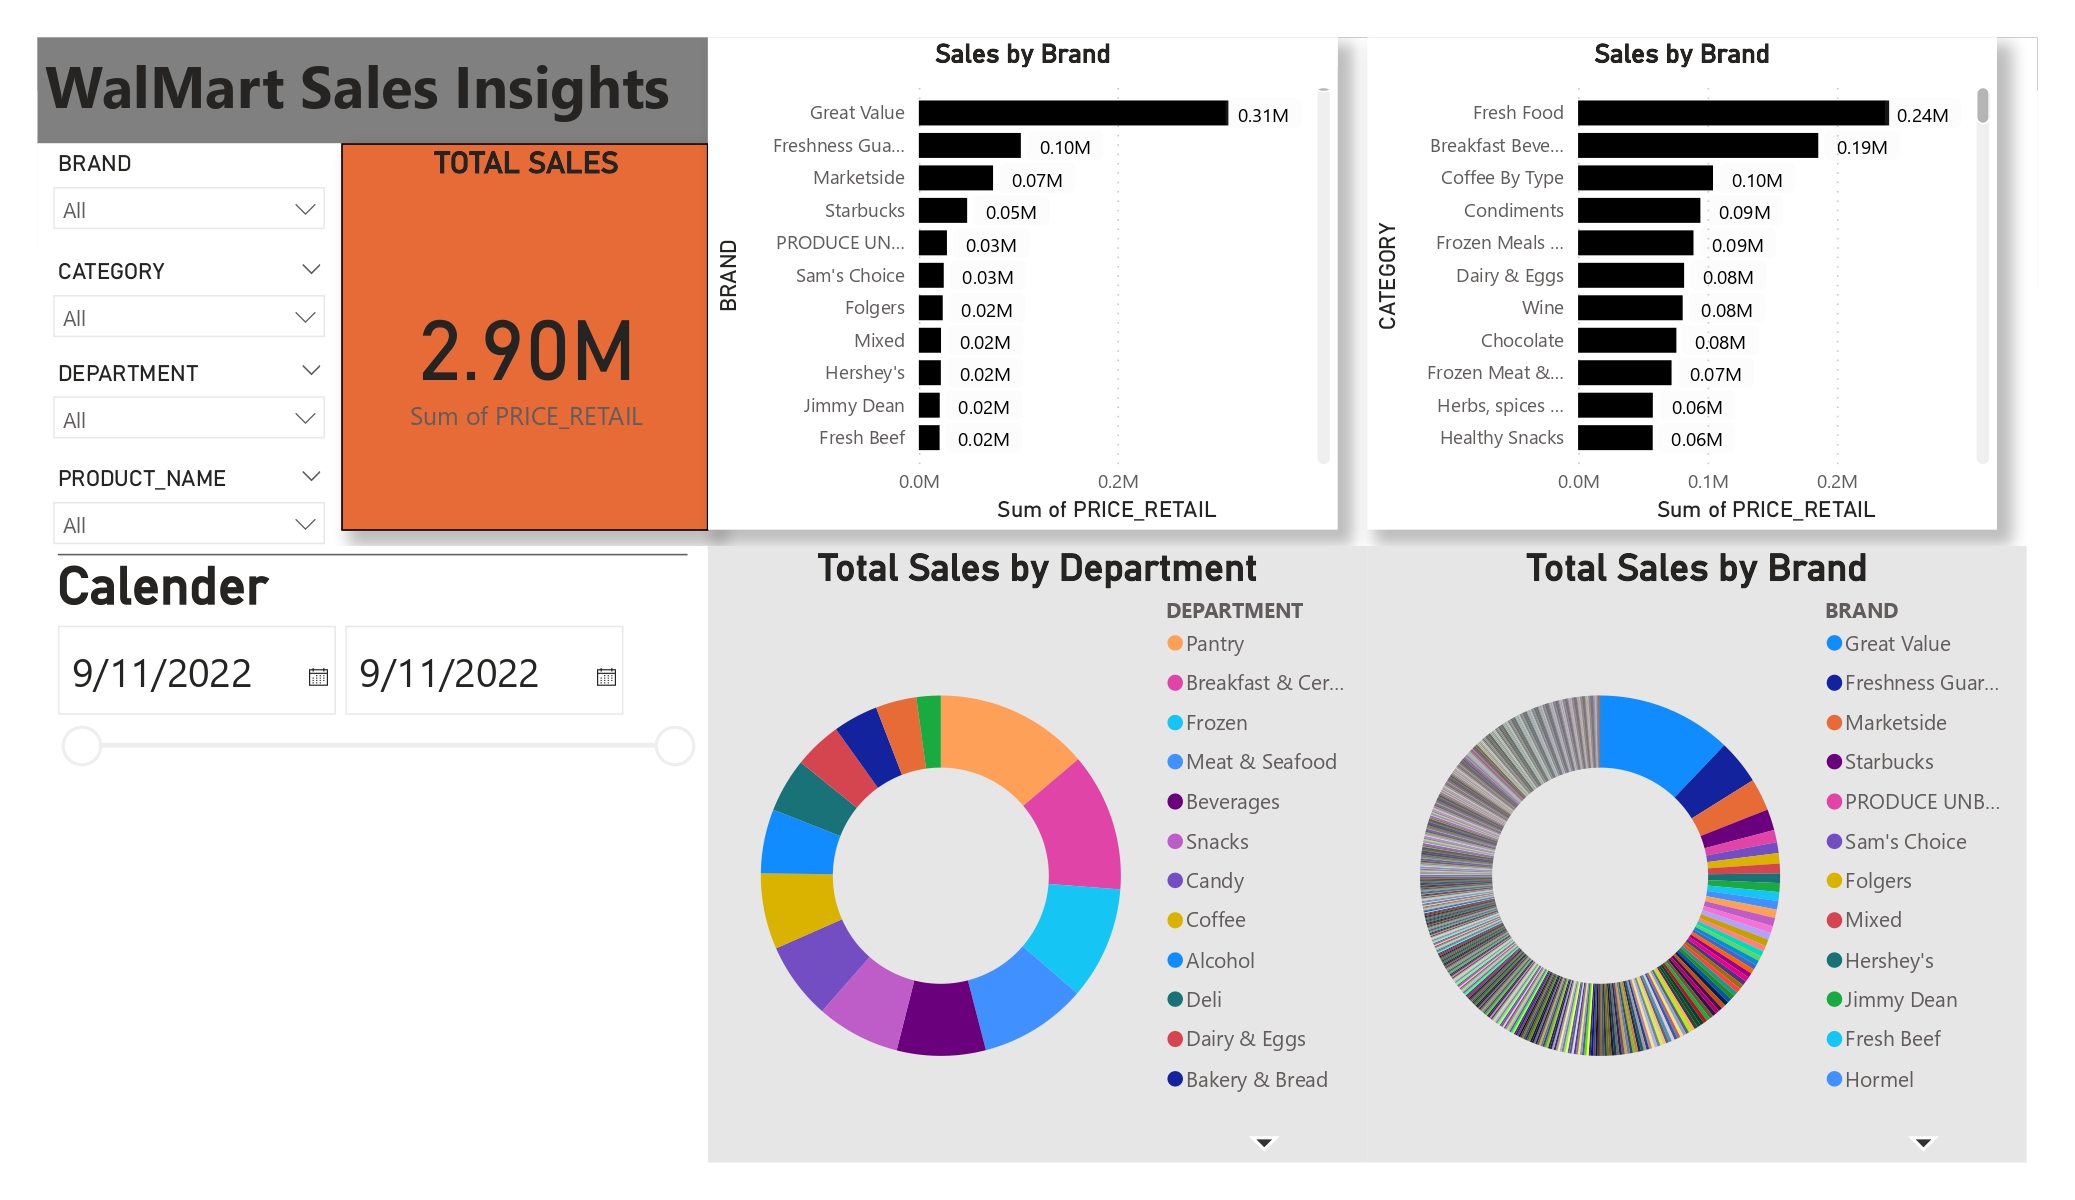 WalMart Sales Insights
BRAND
All
CATEGORY
All
DEPARTMENT
All
PRODUCT_NAME
All
TOTAL SALES
2.90M
Sum of PRICE_RETAIL
Sales by Brand
BRAND
Great Value 0.31M
Freshness Gua... 0.10M
Marketside 0.07M
Starbucks 0.05M
PRODUCE UN... 0.03M
Sam's Choice 0.03M
Folgers 0.02M
Mixed 0.02M
Hershey's 0.02M
Jimmy Dean 0.02M
Fresh Beef 0.02M
0.0M 0.2M
Sum of PRICE_RETAIL
Sales by Brand
CATEGORY
Fresh Food 0.24M
Breakfast Beve... 0.19M
Coffee By Type 0.10M
Condiments 0.09M
Frozen Meals ... 0.09M
Dairy & Eggs 0.08M
Wine 0.08M
Chocolate 0.08M
Frozen Meat &... 0.07M
Herbs, spices ... 0.06M
Healthy Snacks 0.06M
0.0M 0.1M 0.2M
Sum of PRICE_RETAIL
Calender
9/11/2022 9/11/2022
Total Sales by Department
DEPARTMENT
Pantry
Breakfast & Cer...
Frozen
Meat & Seafood
Beverages
Snacks
Candy
Coffee
Alcohol
Deli
Dairy & Eggs
Bakery & Bread
Total Sales by Brand
BRAND
Great Value
Freshness Guar...
Marketside
Starbucks
PRODUCE UNB...
Sam's Choice
Folgers
Mixed
Hershey's
Jimmy Dean
Fresh Beef
Hormel